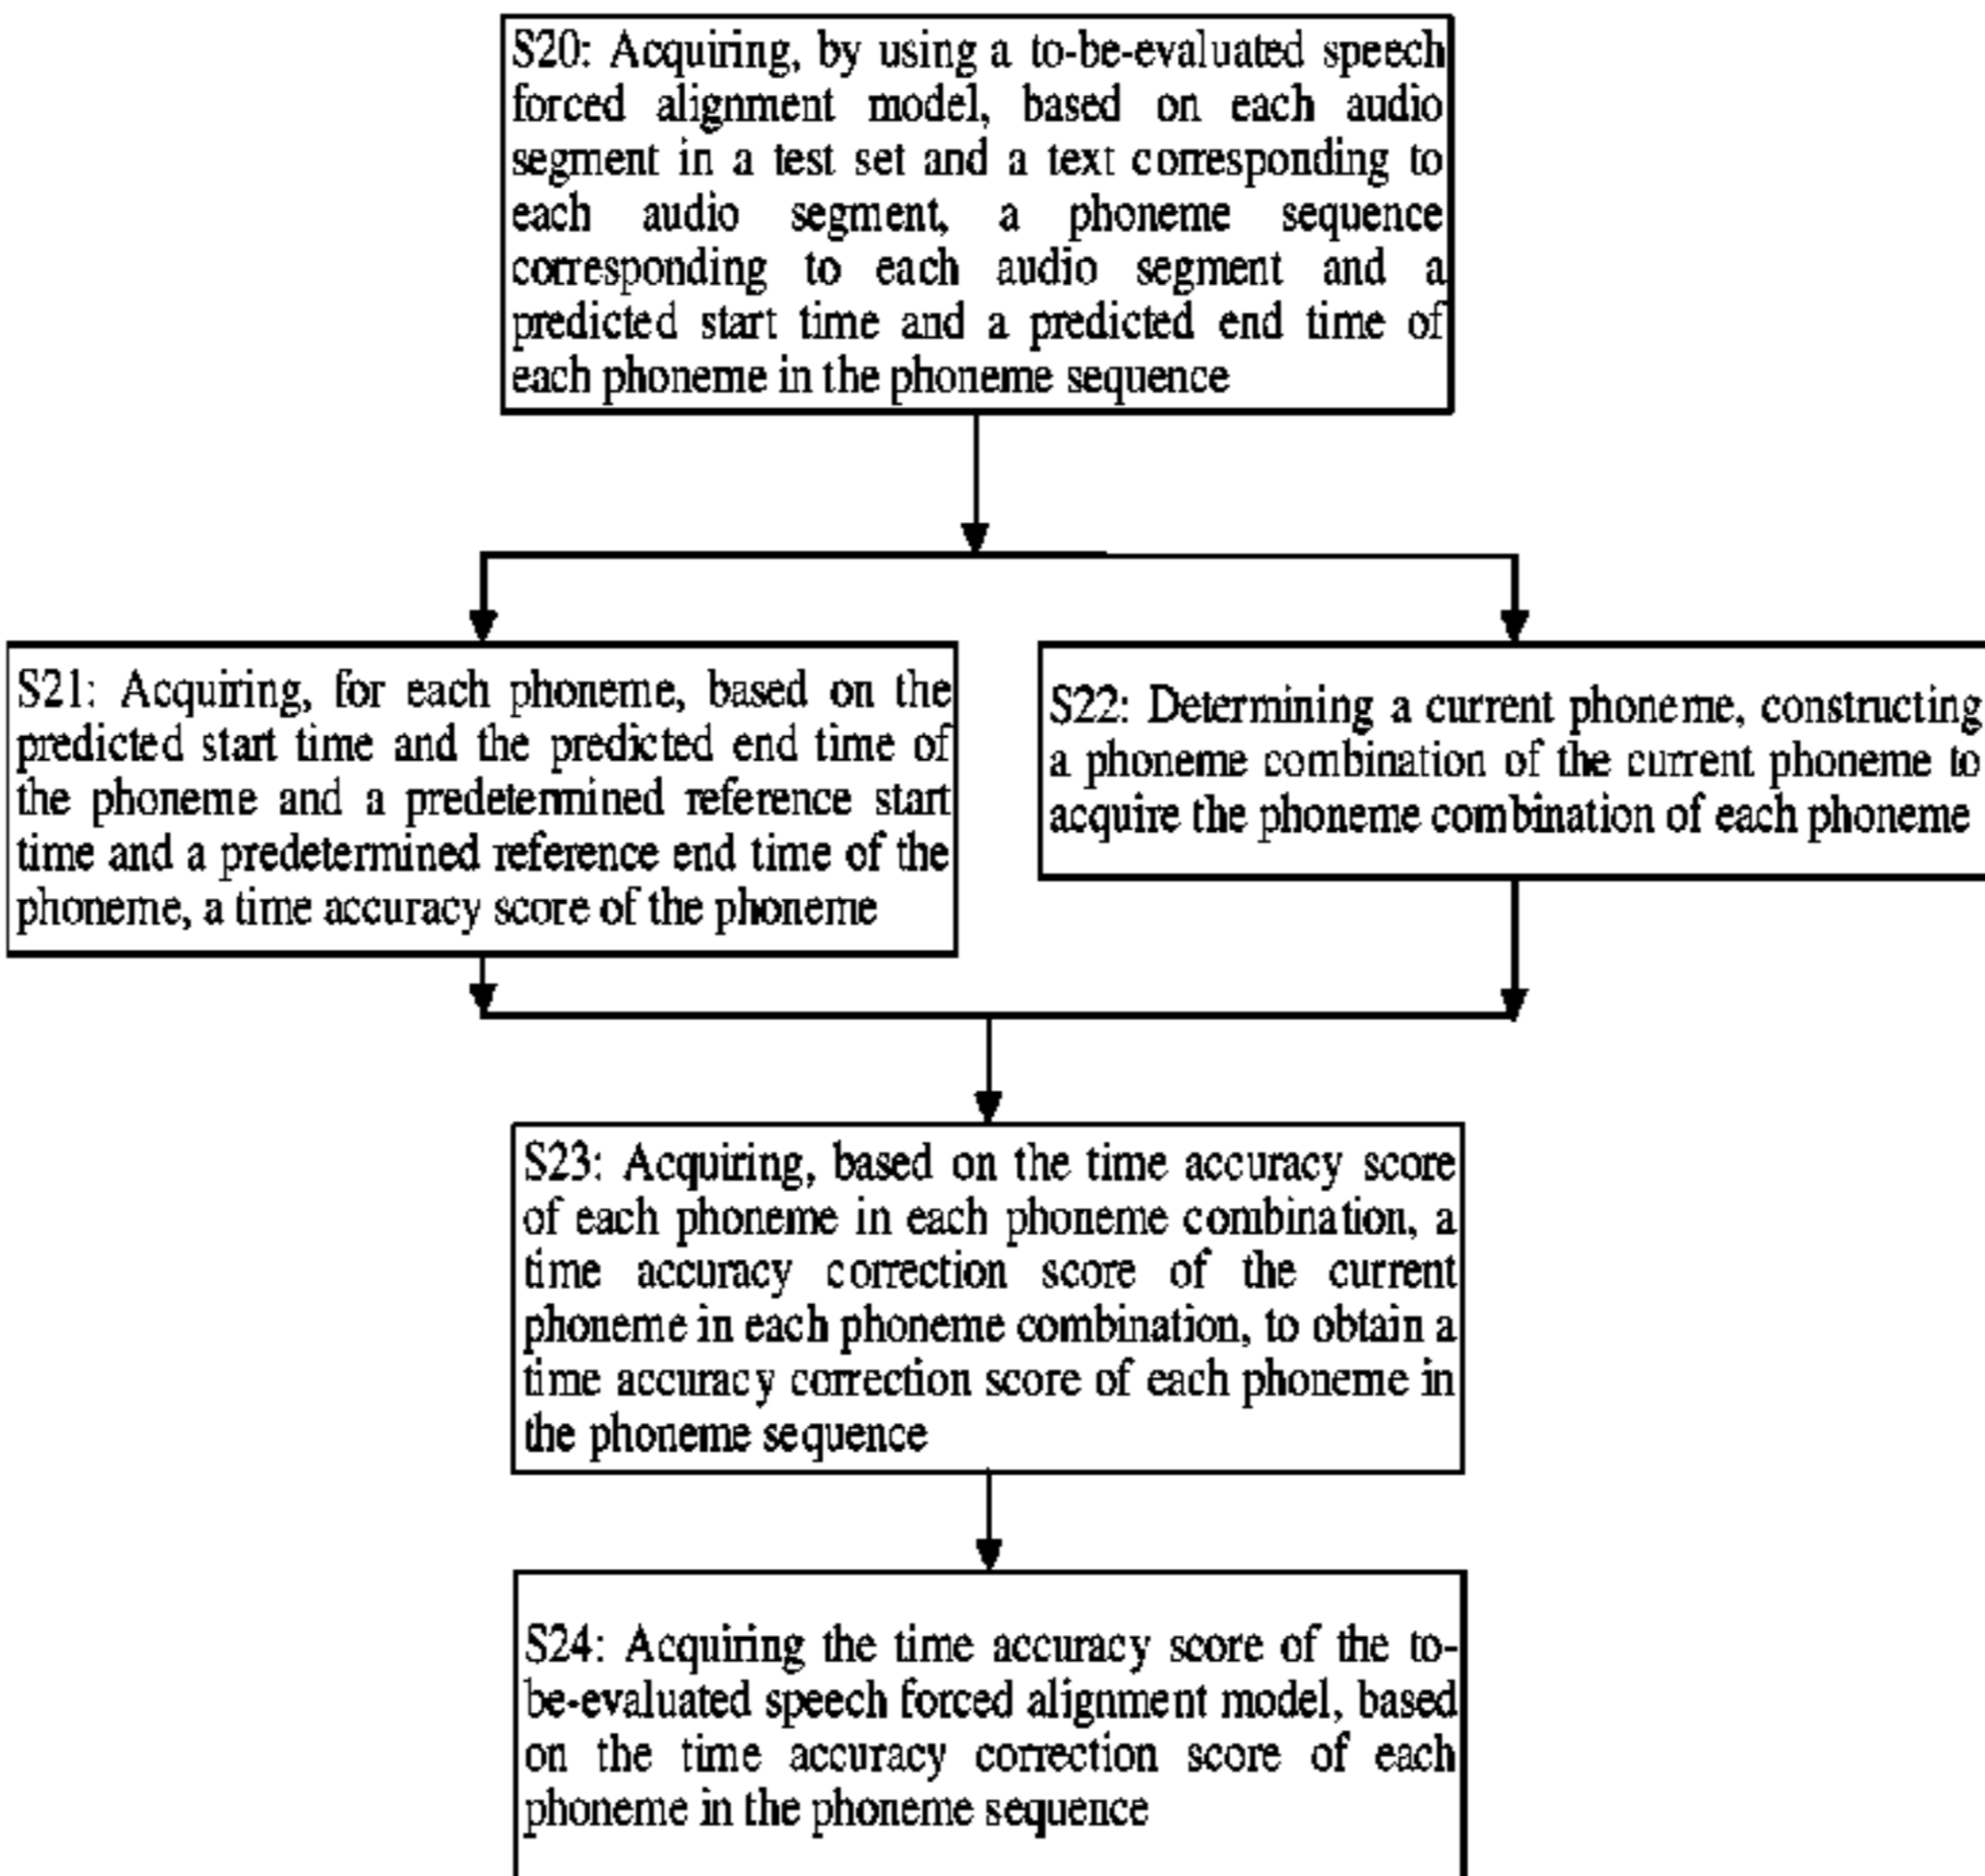 S20: Acquiring, by using a to-be-evaluated speech
forced alignment model, based on each audio
segment in a test set and a text corresponding to
each audio segment, a phoneme sequence
corresponding to each audio segment and a
predicted start time and a predicted end time of
each phoneme in the phoneme sequence
S21: Acquiring, for each phoneme, based on the
predicted start time and the predicted end time of
the phoneme and a predetermined reference start
time and a predetermined reference end time of the
phoneme, a time accuracy score of the phoneme
S22: Determining a current phoneme, constructing
a phoneme combination of the current phoneme to
acquire the phoneme combination of each phoneme
S23: Acquiring, based on the time accuracy score
of each phoneme in each phoneme combination, a
time accuracy correction score of the current
phoneme in each phoneme combination, to obtain a
time accuracy correction score of each phoneme in
the phoneme sequence
S24: Acquiring the time accuracy score of the to-
be-evaluated speech forced alignment model, based
on the time accuracy correction score of each
phoneme in the phoneme sequence